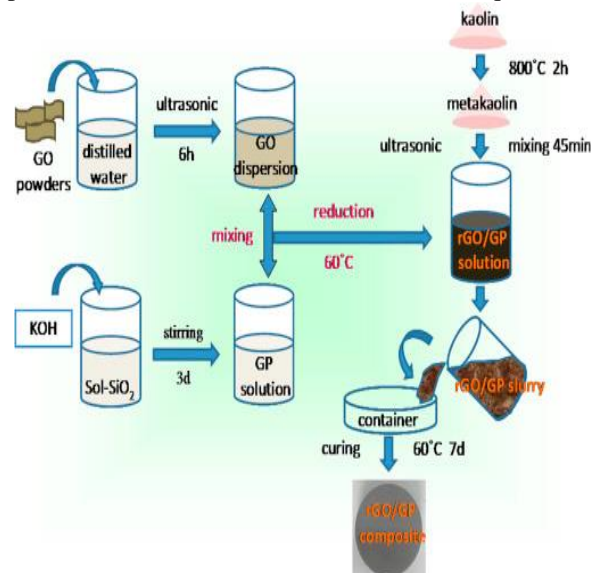 kaolin
800°C 2h
metakaolin
ultrasonic
mixing 45min
GO
powders
distilled
water
ultrasonic
6h
GO
dispersion
mixing
reduction
60°C
rGO/GP
solution
KOH
Sol-SiO₂
stirring
3d
GP
solution
rGO/GP slurry
container
curing
60°C 7d
rGO/GP
composite